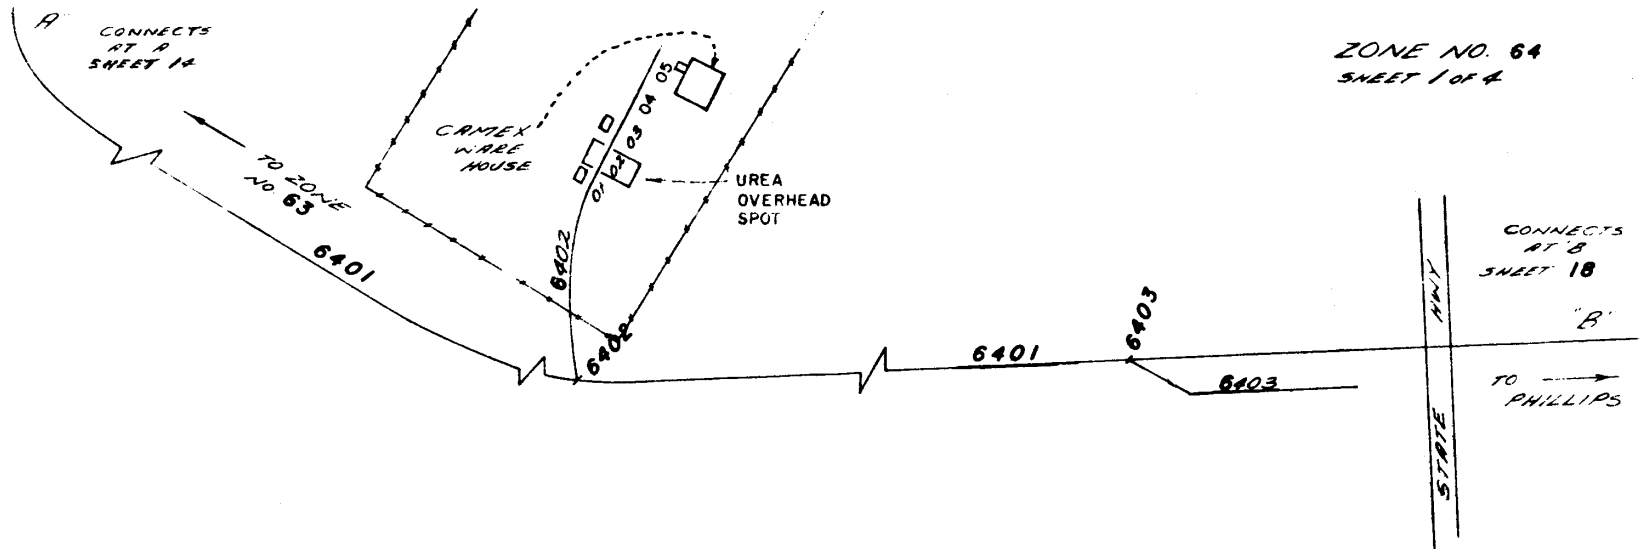 A
CONNECTS
AT A
SHEET 14
ZONE NO. 64
SHEET 1 OF 4
CAMEX
WARE
HOUSE
05
04
03
02
01
UREA
OVERHEAD
SPOT
TO ZONE
NO. 63
6401
6402
6402
6401
6403
6403
STATE HWY
CONNECTS
AT 'B
SHEET 18
"B"
TO
PHILLIPS